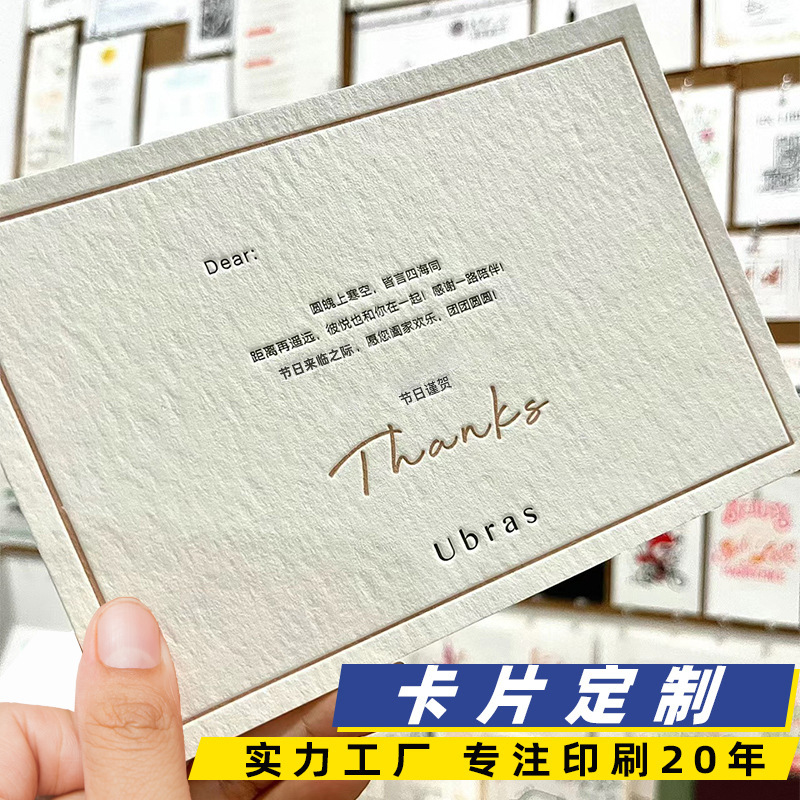 Dear:
圆魄上寒空，皆言四海同
距离再遥远，彼悦也和你在一起！感谢一路陪伴！
节日来临之际，愿您阖家欢乐，团团圆圆！
节日谨贺
Thanks
Ubras
卡片定制
实力工厂 专注印刷20年